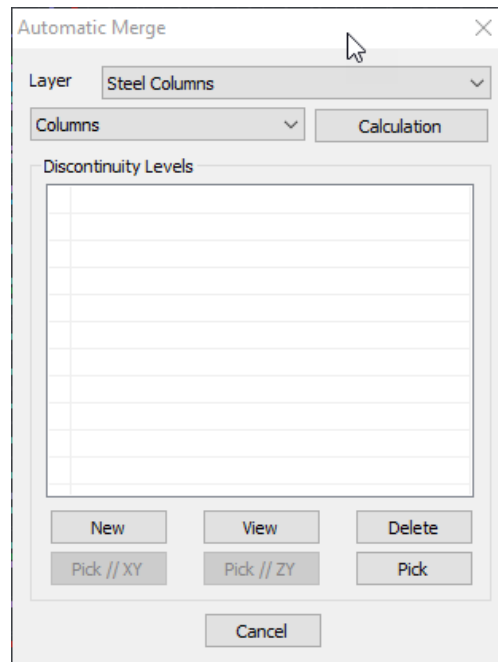 Automatic Merge
Layer Steel Columns
Columns Calculation
Discontinuity Levels
New View Delete
Pick // XY Pick // ZY Pick
Cancel